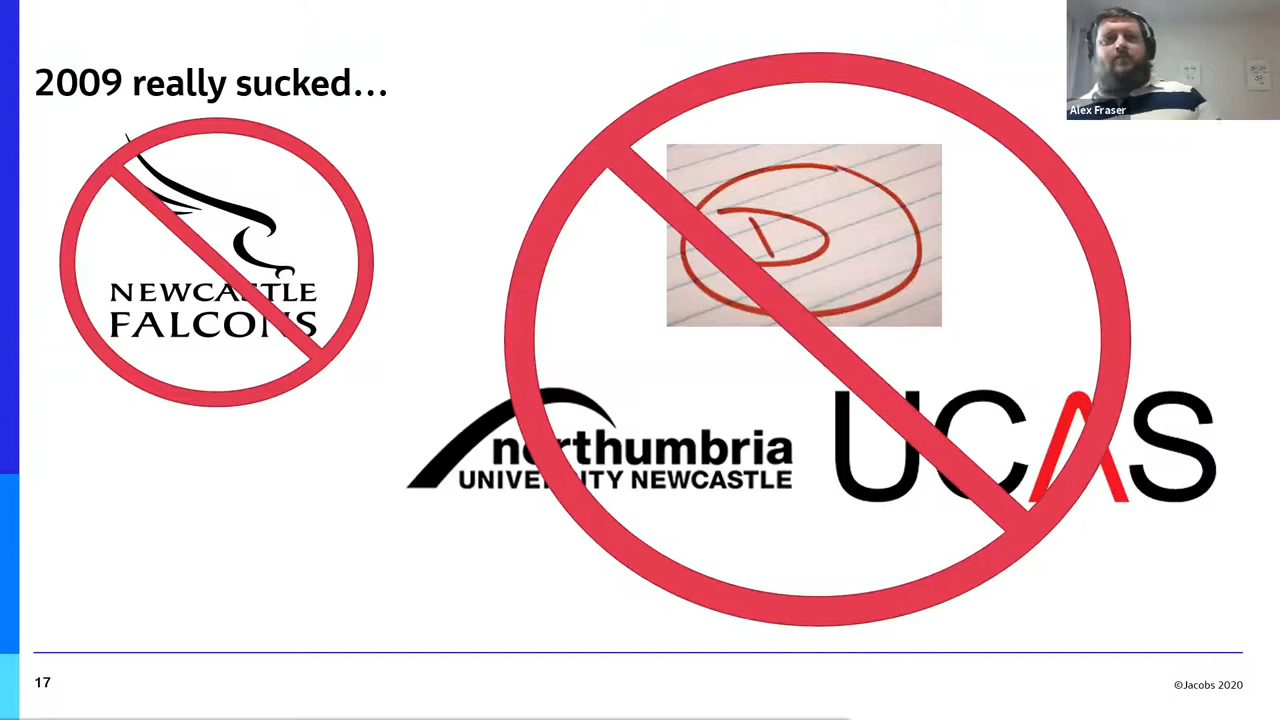 2009 really sucked...
Alex Fraser
NEWCASTLE
FALCONS
D
northumbria
UNIVERSITY NEWCASTLE
UCAS
17
©Jacobs 2020